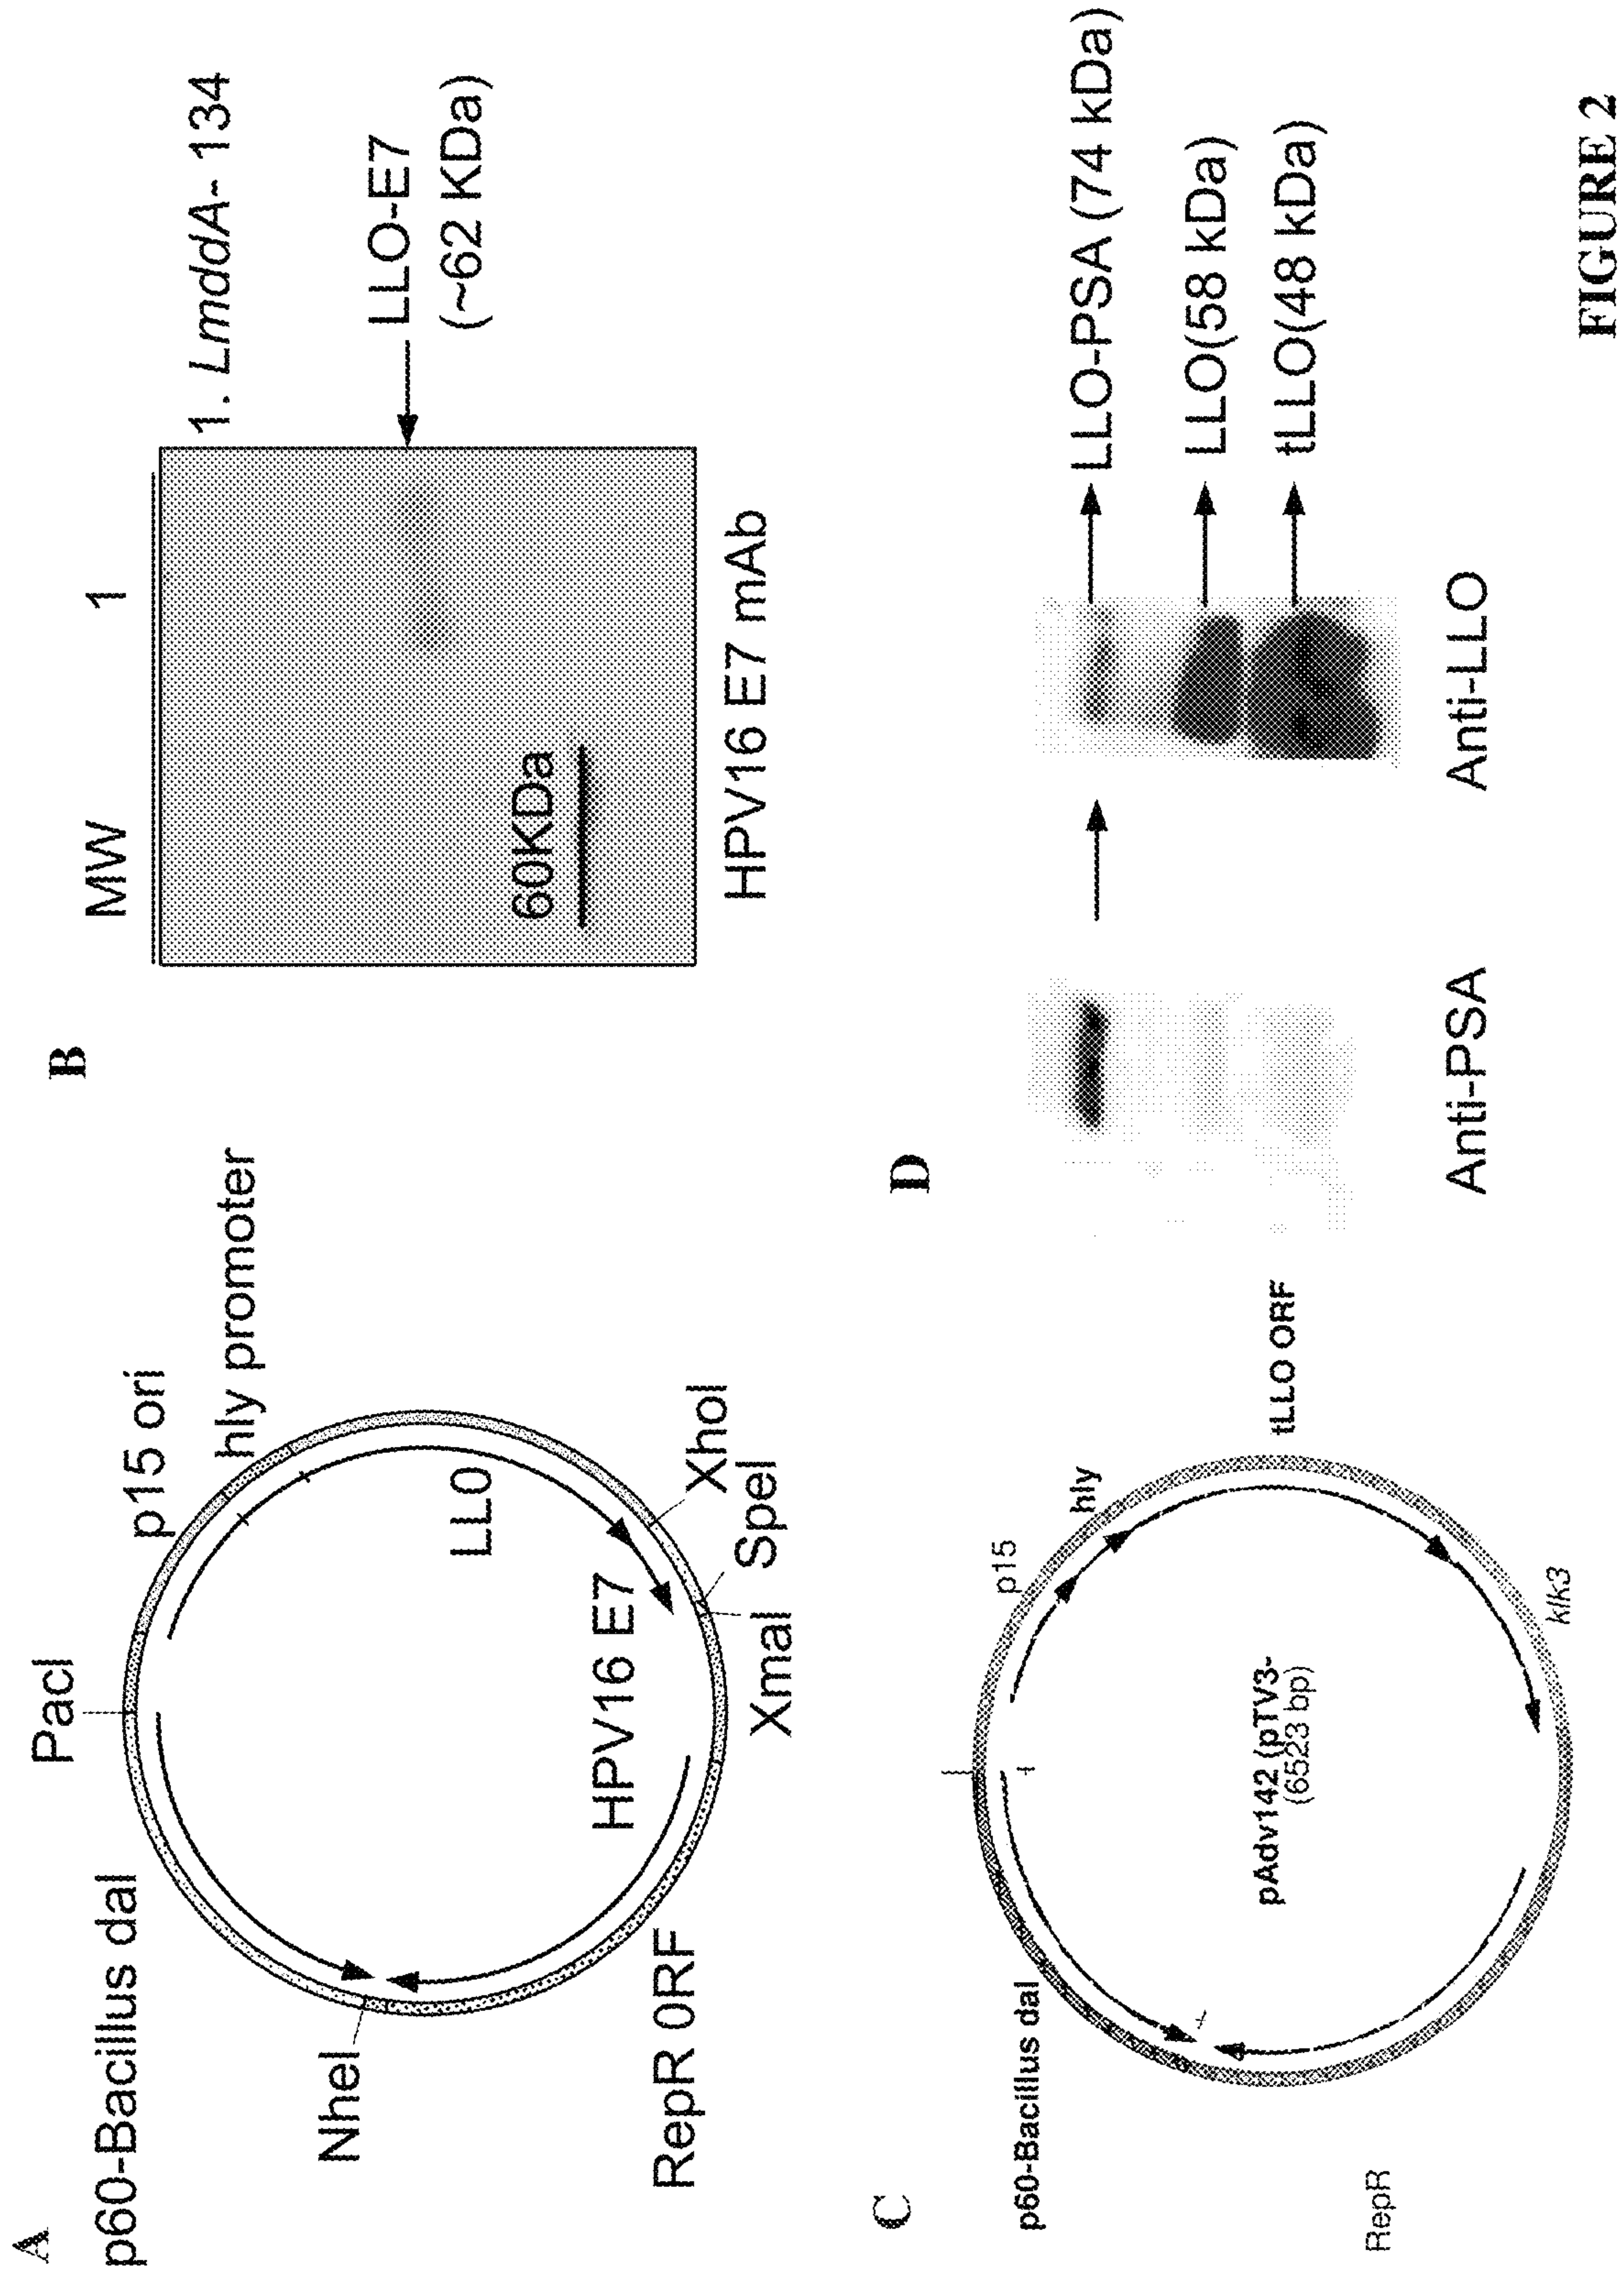 A
PacI
p15 ori
hly promoter
p60-Bacillus dal
LLO
NheI
HPV16 E7
XhoI
SpeI
XmaI
RepR 0RF
B
MW 1
1. LmddA- 134
LLO-E7
(~62 KDa)
60KDa
HPV16 E7 mAb
C
p15
hly
p60-Bacillus dal
tLLO ORF
pAdv142 (pTV3-
(6523 bp)
klk3
RepR
D
LLO-PSA (74 kDa)
LLO(58 kDa)
tLLO(48 kDa)
Anti-PSA
Anti-LLO
FIGURE 2